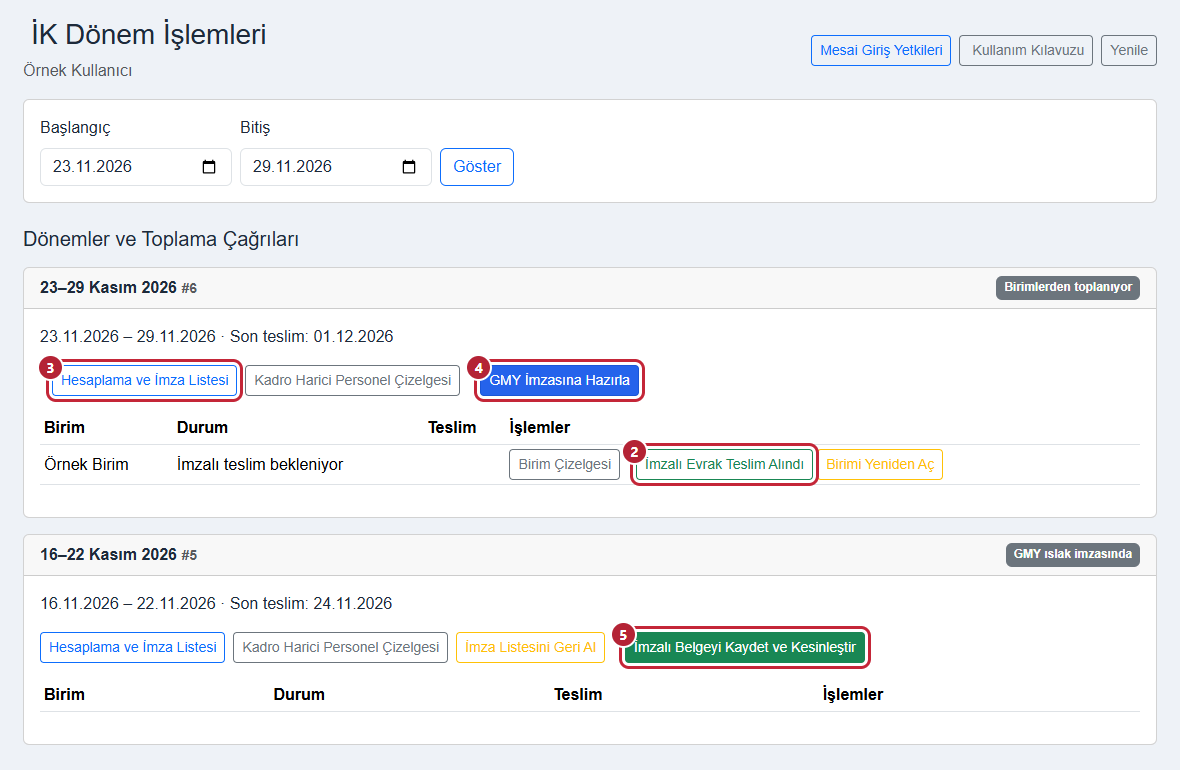 İK Dönem İşlemleri
Örnek Kullanıcı
Mesai Giriş Yetkileri Kullanım Kılavuzu Yenile
Başlangıç Bitiş
23.11.2026 29.11.2026 Göster
Dönemler ve Toplama Çağrıları
23–29 Kasım 2026 #6 Birimlerden toplanıyor
23.11.2026 – 29.11.2026 · Son teslim: 01.12.2026
3 Hesaplama ve İmza Listesi Kadro Harici Personel Çizelgesi 4 GMY İmzasına Hazırla
Birim Durum Teslim İşlemler
Örnek Birim İmzalı teslim bekleniyor Birim Çizelgesi 2 İmzalı Evrak Teslim Alındı Birimi Yeniden Aç
16–22 Kasım 2026 #5 GMY ıslak imzasında
16.11.2026 – 22.11.2026 · Son teslim: 24.11.2026
Hesaplama ve İmza Listesi Kadro Harici Personel Çizelgesi İmza Listesini Geri Al 5 İmzalı Belgeyi Kaydet ve Kesinleştir
Birim Durum Teslim İşlemler